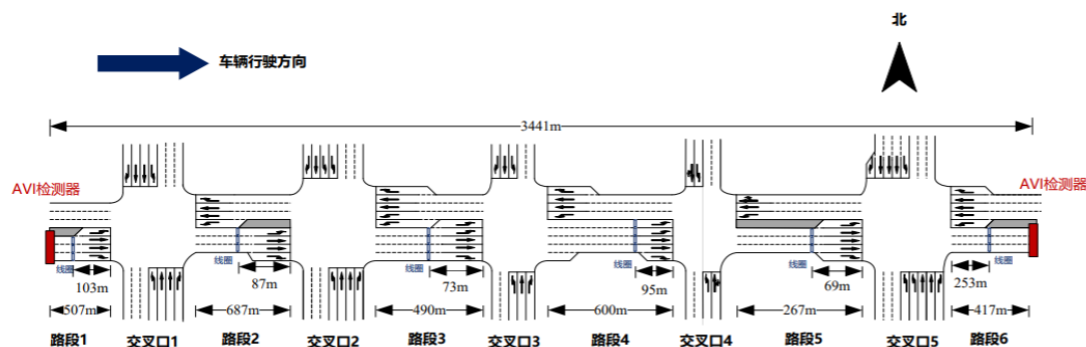 北
车辆行驶方向
3441m
AVI检测器
AVI检测器
线圈
线圈
线圈
线圈
线圈
线圈
103m
87m
73m
95m
69m
253m
507m
687m
490m
600m
267m
417m
路段1
交叉口1
路段2
交叉口2
路段3
交叉口3
路段4
交叉口4
路段5
交叉口5
路段6